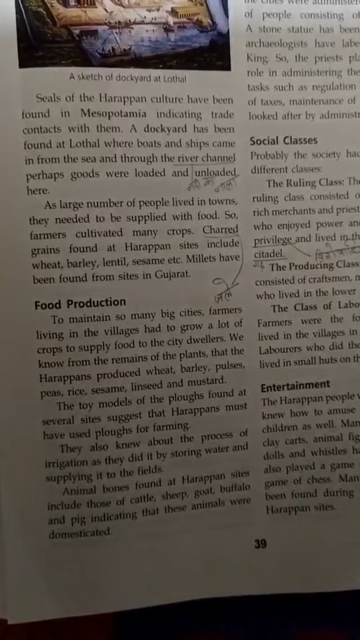 A sketch of dockyard at Lothal
Seals of the Harappan culture have been
found in Mesopotamia indicating trade
contacts with them. A dockyard has been
found at Lothal where boats and ships came
in from the sea and through the river channel
perhaps goods were loaded and unloaded
here.
As large number of people lived in towns,
they needed to be supplied with food. So,
farmers cultivated many crops. Charred
grains found at Harappan sites include
wheat, barley, lentil, sesame etc. Millets have
been found from sites in Gujarat.
Food Production
To maintain so many big cities, farmers
living in the villages had to grow a lot of
crops to supply food to the city dwellers. We
know from the remains of the plants, that the
Harappans produced wheat, barley, pulses,
peas, rice, sesame, linseed and mustard.
The toy models of the ploughs found at
several sites suggest that Harappans must
have used ploughs for farming.
They also knew about the process of
irrigation as they did it by storing water and
supplying it to the fields.
Animal bones found at Harappan sites
include those of cattle, sheep, goat, buffalo
and pig indicating that these animals were
domesticated.
of people consisting
A stone statue has been
archaeologists have
King. So, the priests
role in administering
tasks such as regulation
of taxes, maintenance of
looked after by
Social Classes
Probably the society had
different classes:
The Ruling Class: The
ruling class consisted of
rich merchants and
who enjoyed power
privilege and lived in
citadel.
The Producing Class
consisted of craftsmen,
who lived in the lower
The Class of
Farmers were the
lived in the villages in
Labourers who did the
lived in small huts on
Entertainment
The Harappan people
knew how to amuse
children as well.
clay carts, animal
dolls and whistles
also played a game
game of chess.
been found during
Harappan sites.
39